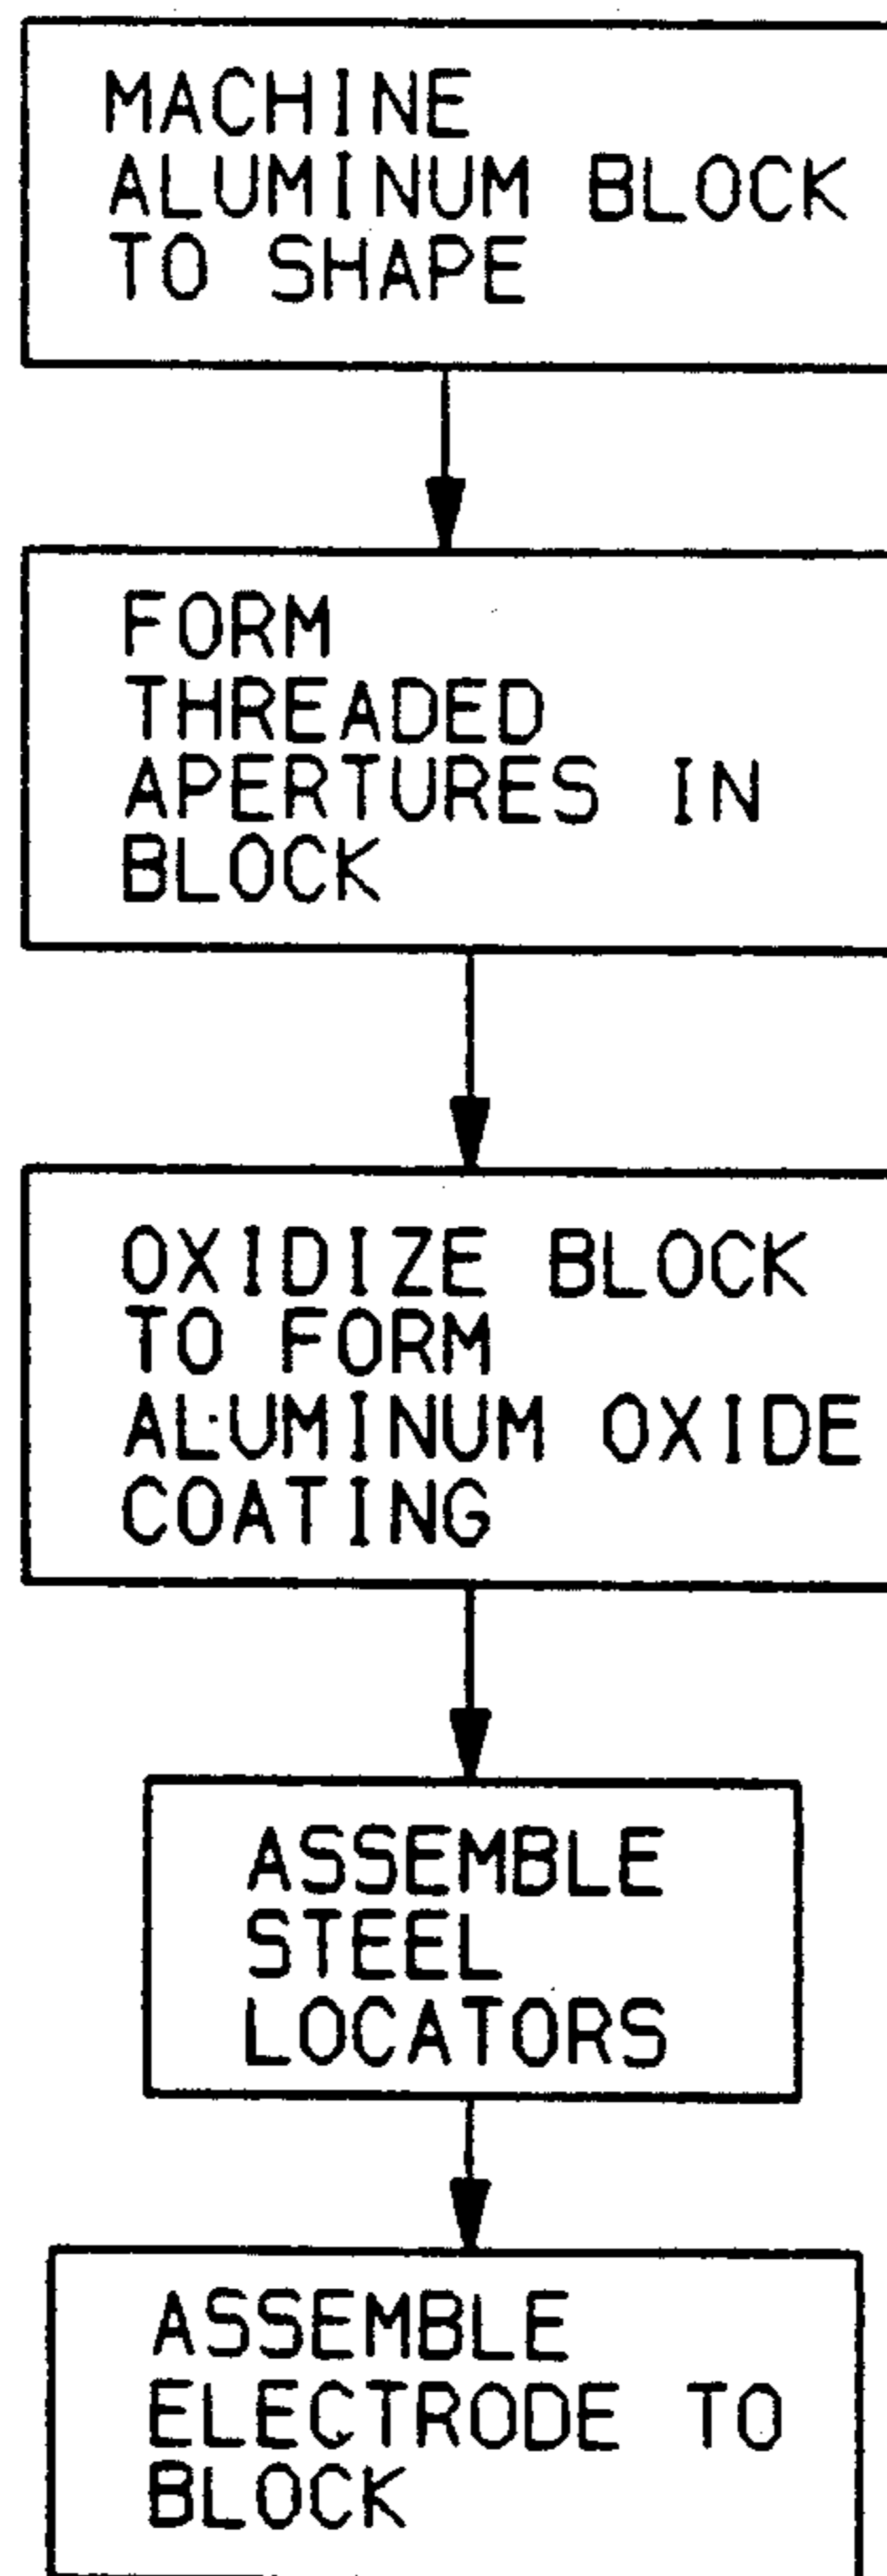 MACHINE
ALUMINUM BLOCK
TO SHAPE
FORM
THREADED
APERTURES IN
BLOCK
OXIDIZE BLOCK
TO FORM
ALUMINUM OXIDE
COATING
ASSEMBLE
STEEL
LOCATORS
ASSEMBLE
ELECTRODE TO
BLOCK